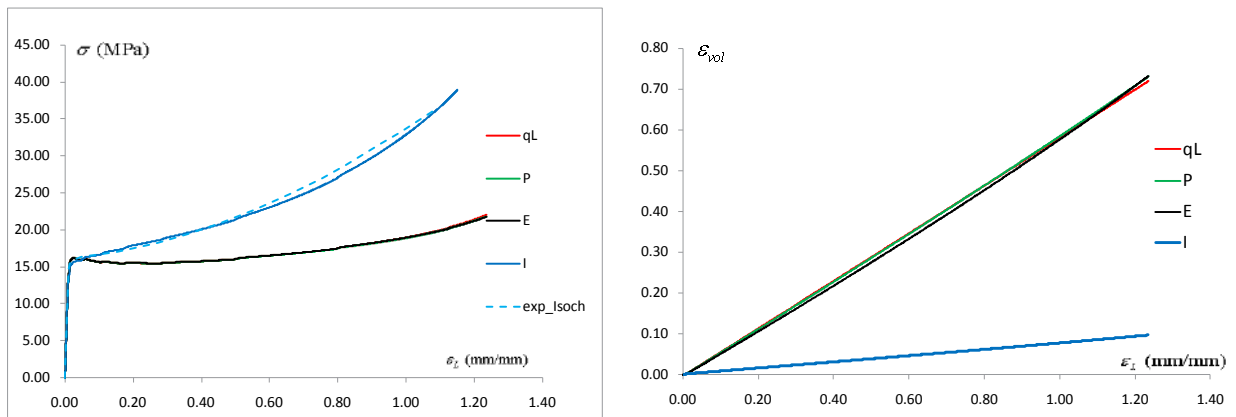 σ (MPa)
45.00
40.00
35.00
30.00
25.00
20.00
15.00
10.00
5.00
0.00
0.00 0.20 0.40 0.60 0.80 1.00 1.20 1.40
ε_L (mm/mm)
qL
P
E
I
exp_Isoch
ε_vol
0.80
0.70
0.60
0.50
0.40
0.30
0.20
0.10
0.00
0.00 0.20 0.40 0.60 0.80 1.00 1.20 1.40
ε_L (mm/mm)
qL
P
E
I